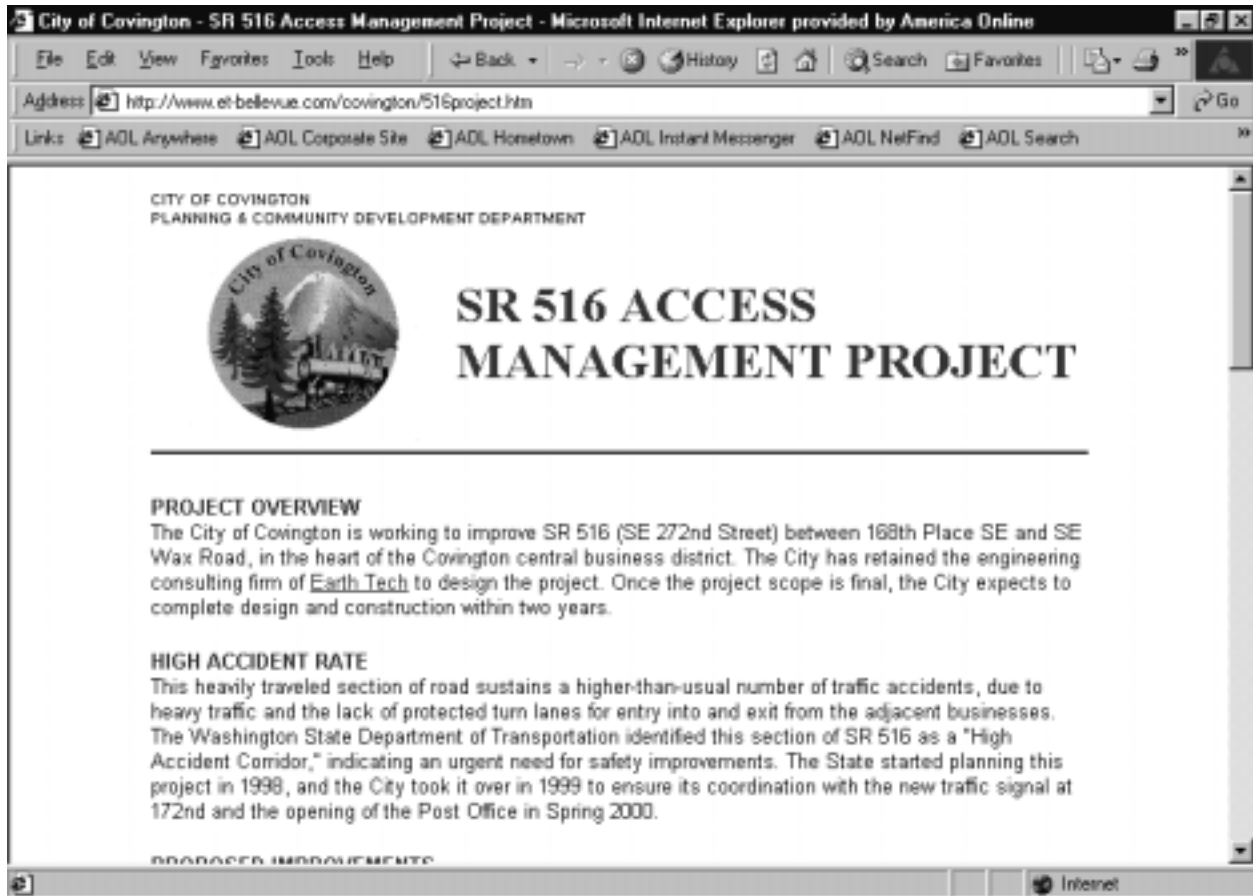 City of Covington - SR 516 Access Management Project - Microsoft Internet Explorer provided by America Online
File Edit View Favorites Tools Help Back History Search Favorites »
Address http://www.et-bellevue.com/covington/516project.htm Go
Links AOL Anywhere AOL Corporate Site AOL Hometown AOL Instant Messenger AOL NetFind AOL Search »
CITY OF COVINGTON
PLANNING & COMMUNITY DEVELOPMENT DEPARTMENT
City of Covington
SR 516 ACCESS
MANAGEMENT PROJECT
PROJECT OVERVIEW
The City of Covington is working to improve SR 516 (SE 272nd Street) between 168th Place SE and SE
Wax Road, in the heart of the Covington central business district. The City has retained the engineering
consulting firm of Earth Tech to design the project. Once the project scope is final, the City expects to
complete design and construction within two years.
HIGH ACCIDENT RATE
This heavily traveled section of road sustains a higher-than-usual number of traffic accidents, due to
heavy traffic and the lack of protected turn lanes for entry into and exit from the adjacent businesses.
The Washington State Department of Transportation identified this section of SR 516 as a "High
Accident Corridor," indicating an urgent need for safety improvements. The State started planning this
project in 1998, and the City took it over in 1999 to ensure its coordination with the new traffic signal at
172nd and the opening of the Post Office in Spring 2000.
PROPOSED IMPROVEMENTS
Internet